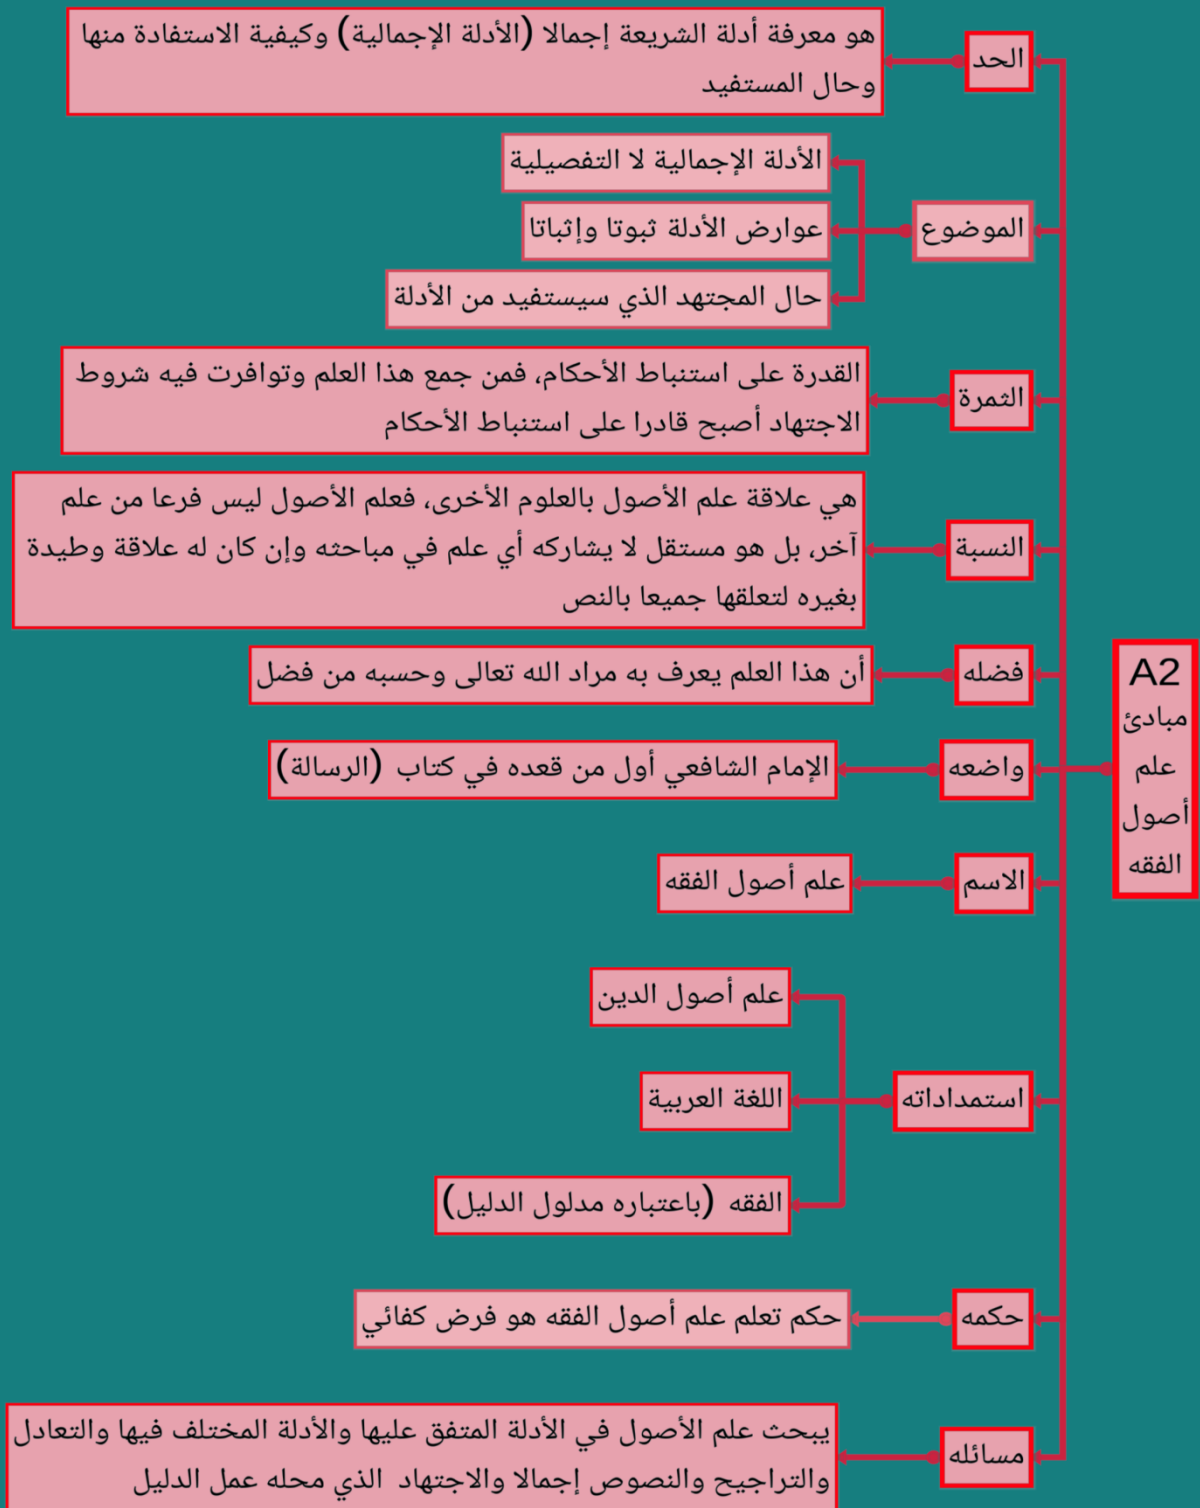 A2
مبادئ
علم
أصول
الفقه
الحد
هو معرفة أدلة الشريعة إجمالا (الأدلة الإجمالية) وكيفية الاستفادة منها
وحال المستفيد
الموضوع
الأدلة الإجمالية لا التفصيلية
عوارض الأدلة ثبوتا وإثباتا
حال المجتهد الذي سيستفيد من الأدلة
الثمرة
القدرة على استنباط الأحكام، فمن جمع هذا العلم وتوافرت فيه شروط
الاجتهاد أصبح قادرا على استنباط الأحكام
النسبة
هي علاقة علم الأصول بالعلوم الأخرى، فعلم الأصول ليس فرعا من علم
آخر، بل هو مستقل لا يشاركه أي علم في مباحثه وإن كان له علاقة وطيدة
بغيره لتعلقها جميعا بالنص
فضله
أن هذا العلم يعرف به مراد الله تعالى وحسبه من فضل
واضعه
الإمام الشافعي أول من قعده في كتاب (الرسالة)
الاسم
علم أصول الفقه
استمداداته
علم أصول الدين
اللغة العربية
الفقه (باعتباره مدلول الدليل)
حكمه
حكم تعلم علم أصول الفقه هو فرض كفائي
مسائله
يبحث علم الأصول في الأدلة المتفق عليها والأدلة المختلف فيها والتعادل
والتراجيح والنصوص إجمالا والاجتهاد الذي محله عمل الدليل